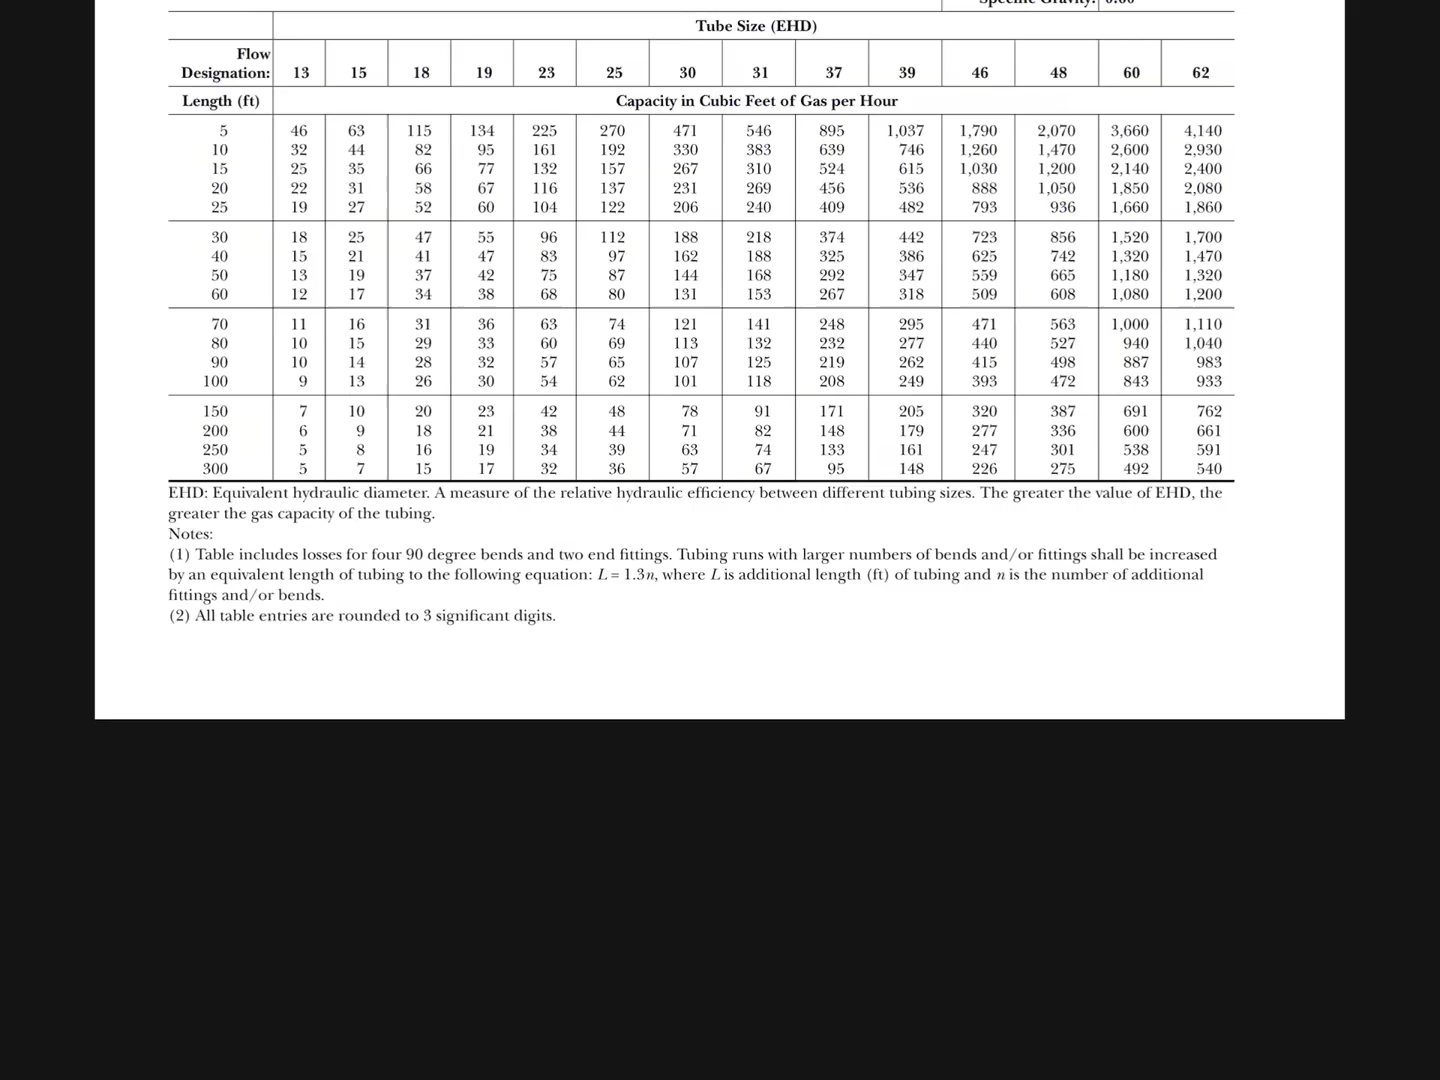 Specific Gravity: 0.60
Tube Size (EHD)
Flow
Designation: 13 15 18 19 23 25 30 31 37 39 46 48 60 62
Length (ft) Capacity in Cubic Feet of Gas per Hour
5 46 63 115 134 225 270 471 546 895 1,037 1,790 2,070 3,660 4,140
10 32 44 82 95 161 192 330 383 639 746 1,260 1,470 2,600 2,930
15 25 35 66 77 132 157 267 310 524 615 1,030 1,200 2,140 2,400
20 22 31 58 67 116 137 231 269 456 536 888 1,050 1,850 2,080
25 19 27 52 60 104 122 206 240 409 482 793 936 1,660 1,860
30 18 25 47 55 96 112 188 218 374 442 723 856 1,520 1,700
40 15 21 41 47 83 97 162 188 325 386 625 742 1,320 1,470
50 13 19 37 42 75 87 144 168 292 347 559 665 1,180 1,320
60 12 17 34 38 68 80 131 153 267 318 509 608 1,080 1,200
70 11 16 31 36 63 74 121 141 248 295 471 563 1,000 1,110
80 10 15 29 33 60 69 113 132 232 277 440 527 940 1,040
90 10 14 28 32 57 65 107 125 219 262 415 498 887 983
100 9 13 26 30 54 62 101 118 208 249 393 472 843 933
150 7 10 20 23 42 48 78 91 171 205 320 387 691 762
200 6 9 18 21 38 44 71 82 148 179 277 336 600 661
250 5 8 16 19 34 39 63 74 133 161 247 301 538 591
300 5 7 15 17 32 36 57 67 95 148 226 275 492 540
EHD: Equivalent hydraulic diameter. A measure of the relative hydraulic efficiency between different tubing sizes. The greater the value of EHD, the
greater the gas capacity of the tubing.
Notes:
(1) Table includes losses for four 90 degree bends and two end fittings. Tubing runs with larger numbers of bends and/or fittings shall be increased
by an equivalent length of tubing to the following equation: L = 1.3n, where L is additional length (ft) of tubing and n is the number of additional
fittings and/or bends.
(2) All table entries are rounded to 3 significant digits.